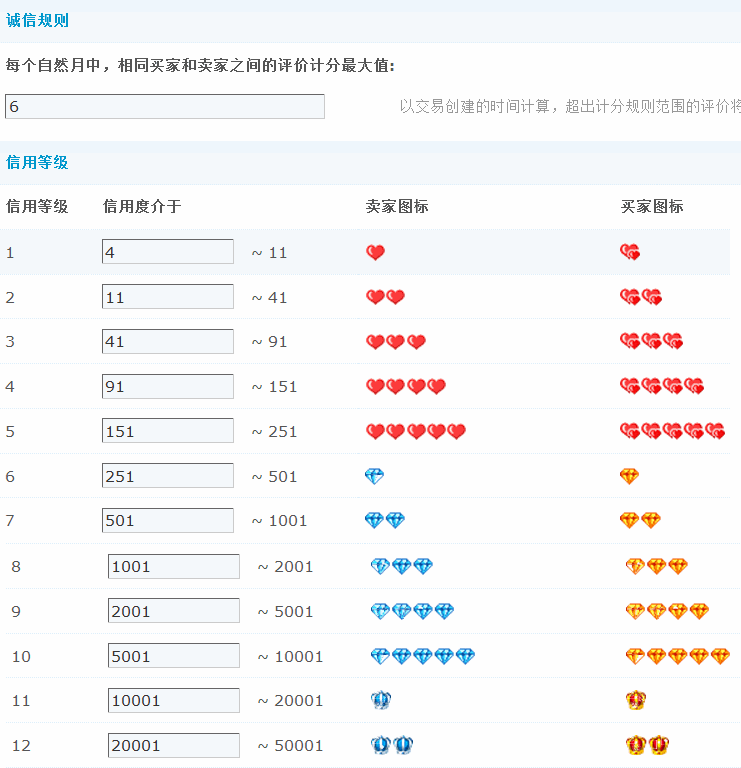 诚信规则
每个自然月中，相同买家和卖家之间的评价计分最大值:
6 以交易创建的时间计算，超出计分规则范围的评价将
信用等级
信用等级 信用度介于 卖家图标 买家图标
1 4 ~ 11
2 11 ~ 41
3 41 ~ 91
4 91 ~ 151
5 151 ~ 251
6 251 ~ 501
7 501 ~ 1001
8 1001 ~ 2001
9 2001 ~ 5001
10 5001 ~ 10001
11 10001 ~ 20001
12 20001 ~ 50001